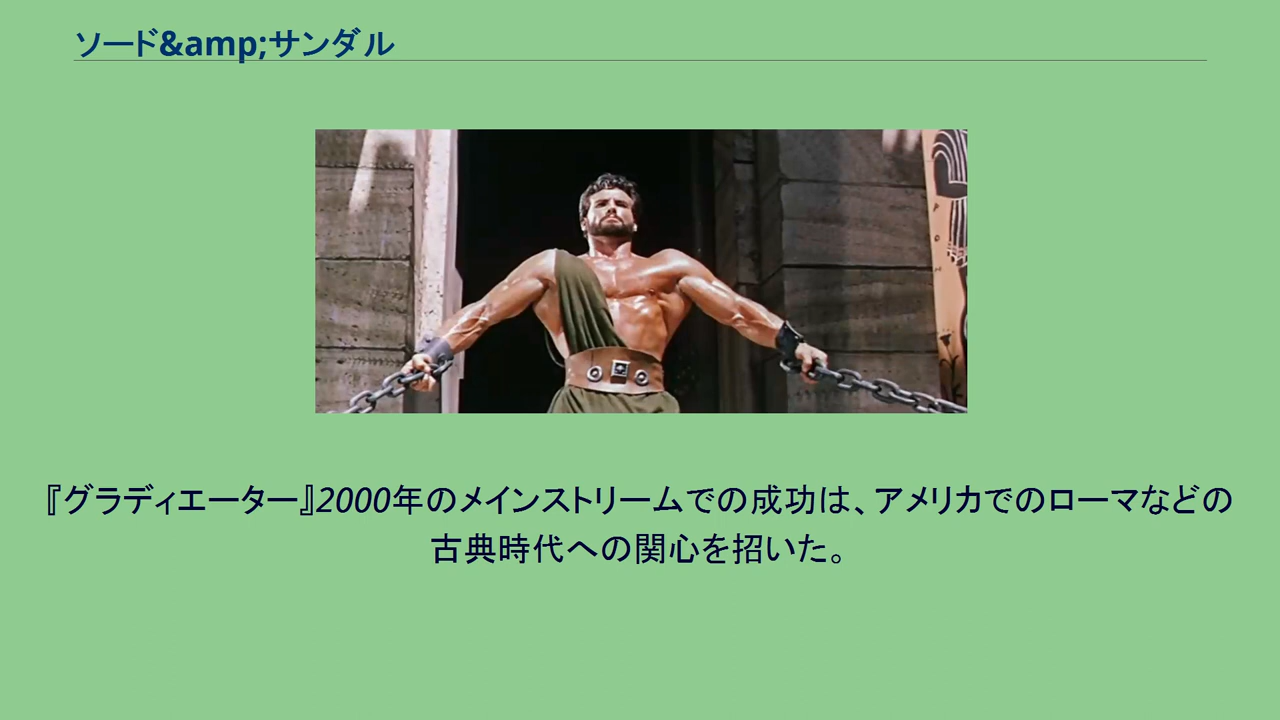 ソード&amp;サンダル
『グラディエーター』2000年のメインストリームでの成功は、アメリカでのローマなどの
古典時代への関心を招いた。